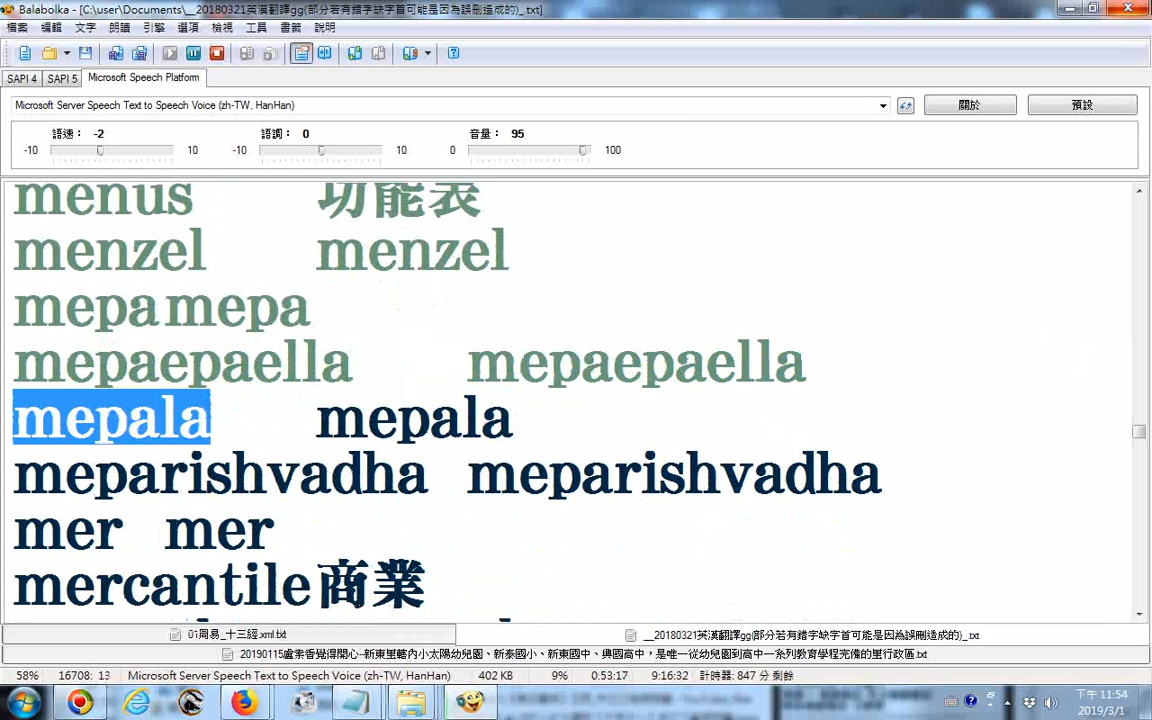 Balabolka - [C:\user\Documents\__20180321英漢翻譯gg(部分若有錯字缺字首可能是因為誤刪造成的)_.txt]
檔案 編輯 文字 朗讀 引擎 選項 檢視 工具 書籤 說明
SAPI 4 SAPI 5 Microsoft Speech Platform
Microsoft Server Speech Text to Speech Voice (zh-TW, HanHan) 關於 預設
語速： -2 語調： 0 音量： 95
-10 10 -10 10 0 100
menus 功能表
menzel menzel
mepa mepa
mepaepaella mepaepaella
mepala mepala
meparishvadha meparishvadha
mer mer
mercantile 商業
01周易_十三經.xml.txt __20180321英漢翻譯gg(部分若有錯字缺字首可能是因為誤刪造成的)_.txt
20190115盧素香覺得開心-新東里轄內小太陽幼兒園、新泰國小、新東國中、興國高中，是唯一從幼兒園到高中一系列教育學程完備的里行政區.txt
58% 16708: 13 Microsoft Server Speech Text to Speech Voice (zh-TW, HanHan) 402 KB 0:53:17 9% 9:16:32 計時器: 847 分 剩餘
下午 11:54
2019/3/1